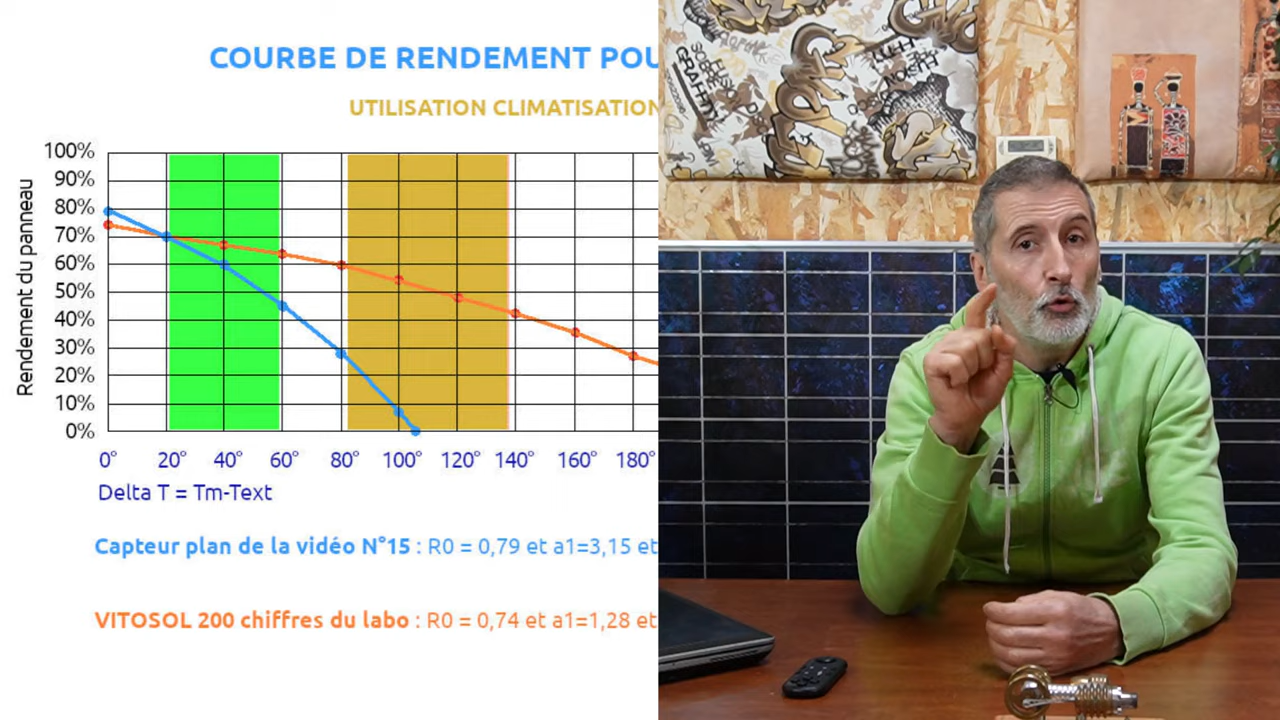 COURBE DE RENDEMENT POU
UTILISATION CLIMATISATION
Rendement du panneau
100%
90%
80%
70%
60%
50%
40%
30%
20%
10%
0%
0° 20° 40° 60° 80° 100° 120° 140° 160° 180°
Delta T = Tm-Text
Capteur plan de la vidéo N°15 : R0 = 0,79 et a1=3,15 et
VITOSOL 200 chiffres du labo : R0 = 0,74 et a1=1,28 et